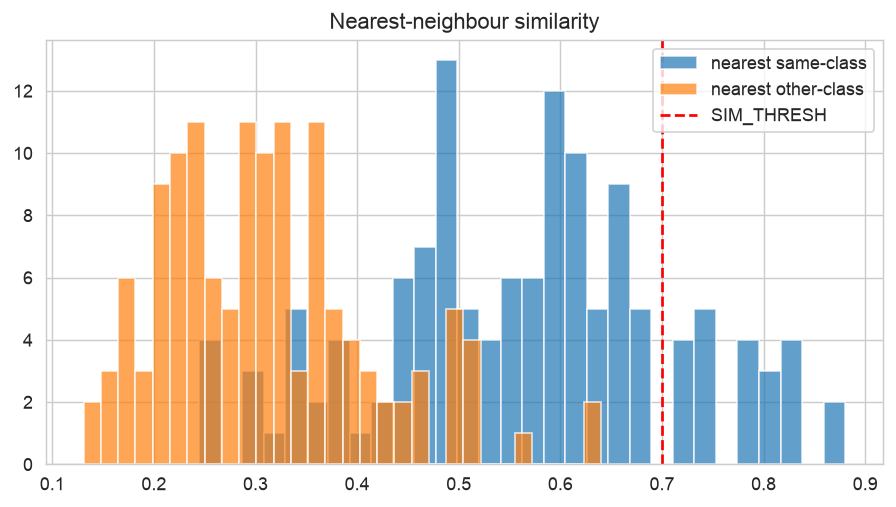 Nearest-neighbour similarity
nearest same-class
nearest other-class
SIM_THRESH
12
10
8
6
4
2
0
0.1 0.2 0.3 0.4 0.5 0.6 0.7 0.8 0.9